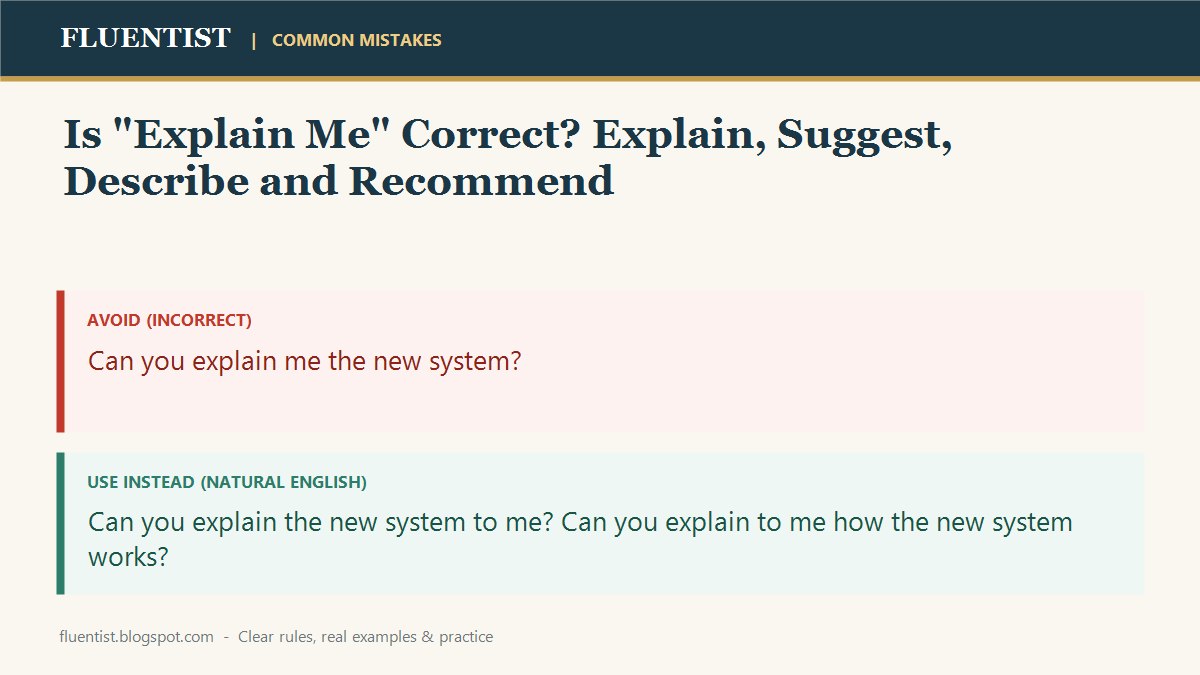 FLUENTIST | COMMON MISTAKES
Is "Explain Me" Correct? Explain, Suggest,
Describe and Recommend
AVOID (INCORRECT)
Can you explain me the new system?
USE INSTEAD (NATURAL ENGLISH)
Can you explain the new system to me? Can you explain to me how the new system
works?
fluentist.blogspot.com - Clear rules, real examples & practice